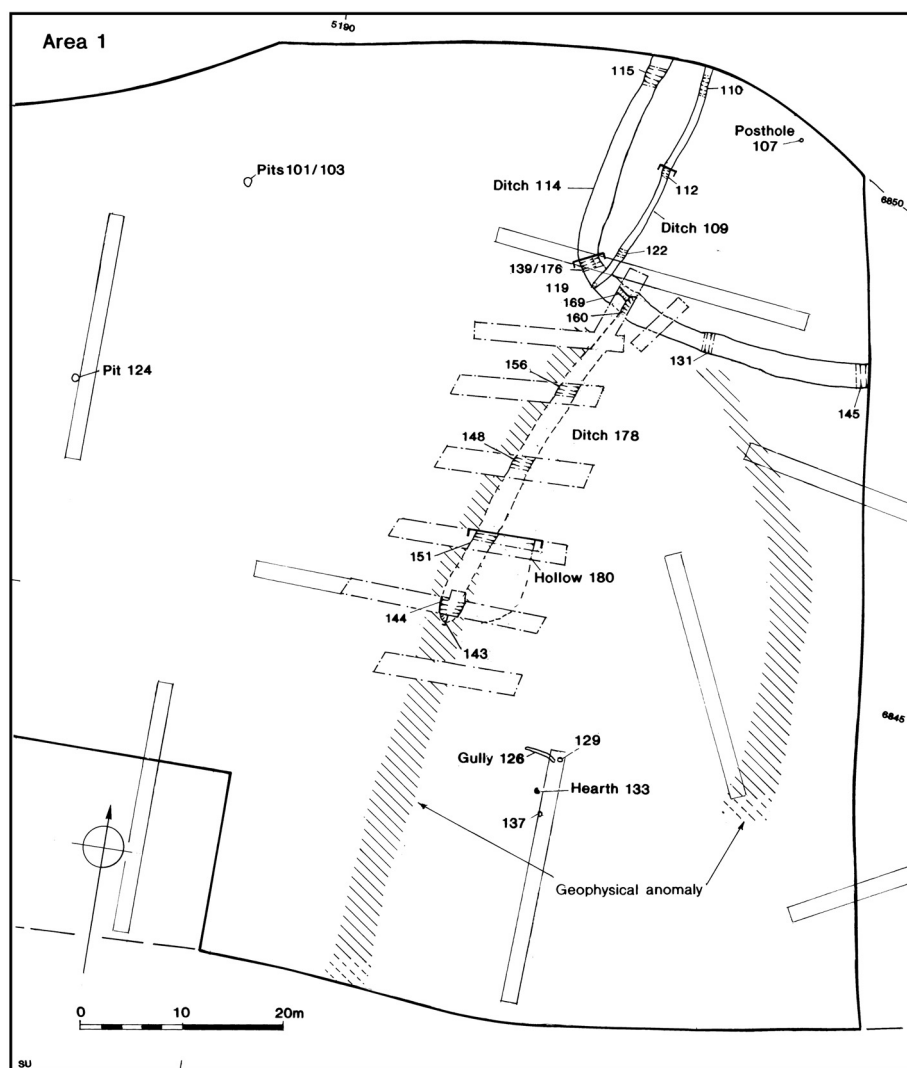 5190
Area 1
115
110
Posthole
107
Pits 101/103
112
Ditch 114
6850
Ditch 109
122
139/176
119
169
160
131
Pit 124
156
145
Ditch 178
148
151
Hollow 180
144
143
6845
129
Gully 126
Hearth 133
137
Geophysical anomaly
0 10 20m
SU